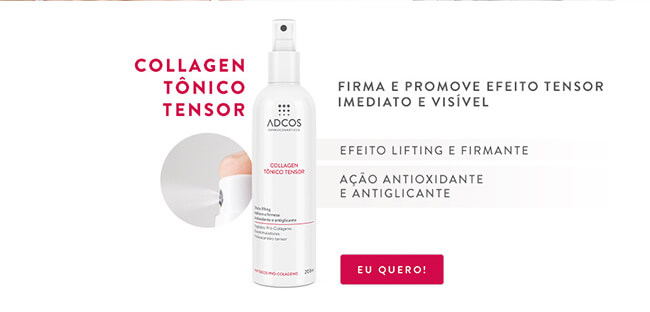 COLLAGEN
TÔNICO
TENSOR
FIRMA E PROMOVE EFEITO TENSOR
IMEDIATO E VISÍVEL
EFEITO LIFTING E FIRMANTE
AÇÃO ANTIOXIDANTE
E ANTIGLICANTE
EU QUERO!
ADCOS
COLLAGEN
TÔNICO TENSOR